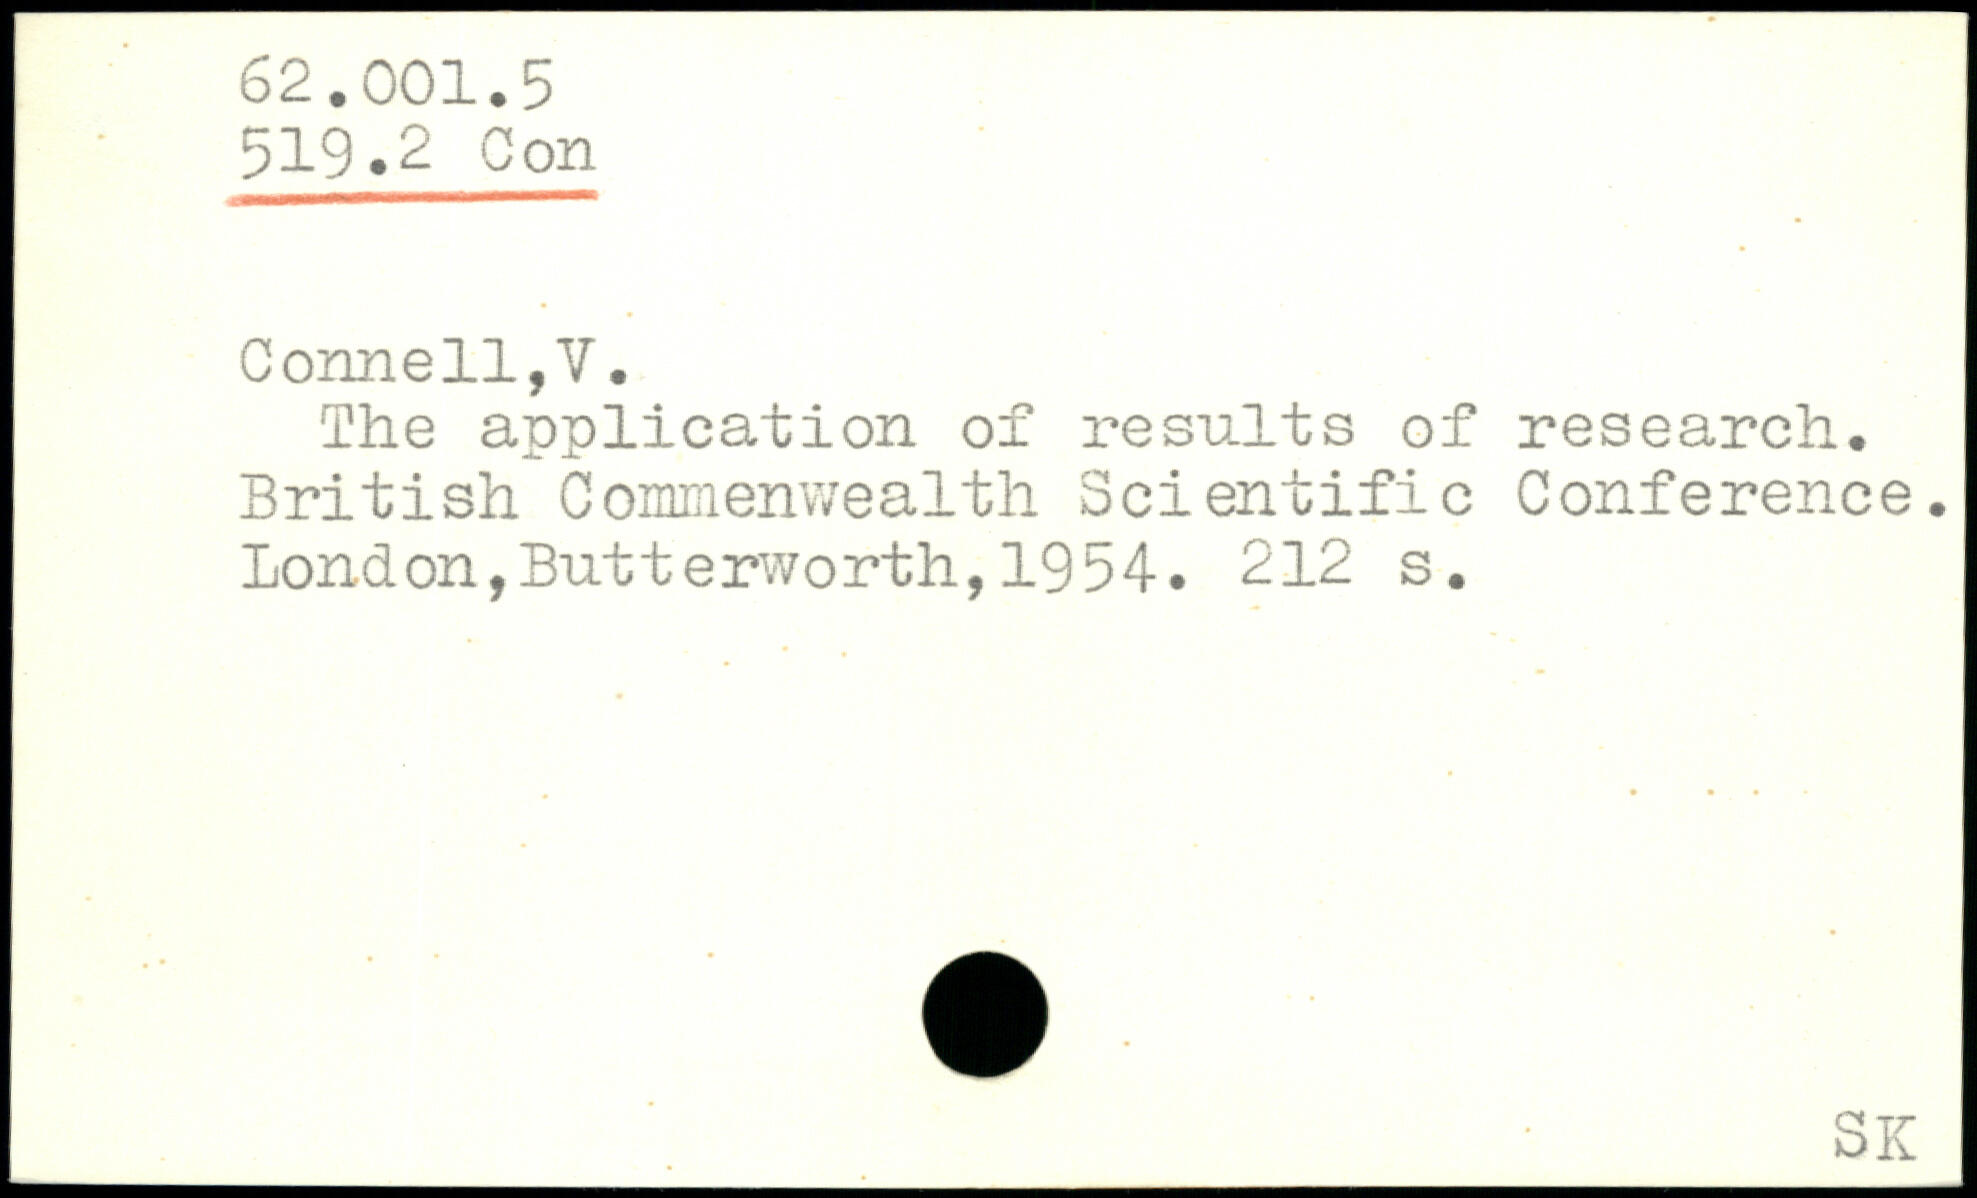 62.001.5
519.2 Con
Connell,V.
The application of results of research.
British Commenwealth Scientific Conference.
London,Butterworth,1954. 212 s.
SK